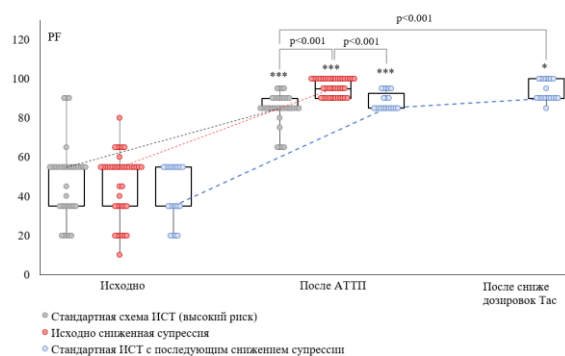 p<0.001
PF
p<0.001 p<0.001
*** *** *** *
120
100
80
60
40
20
0
Исходно После АТТП После сниже
дозировок Тас
Стандартная схема ИСТ (высокий риск)
Исходно сниженная супрессия
Стандартная ИСТ с последующим снижением супрессии